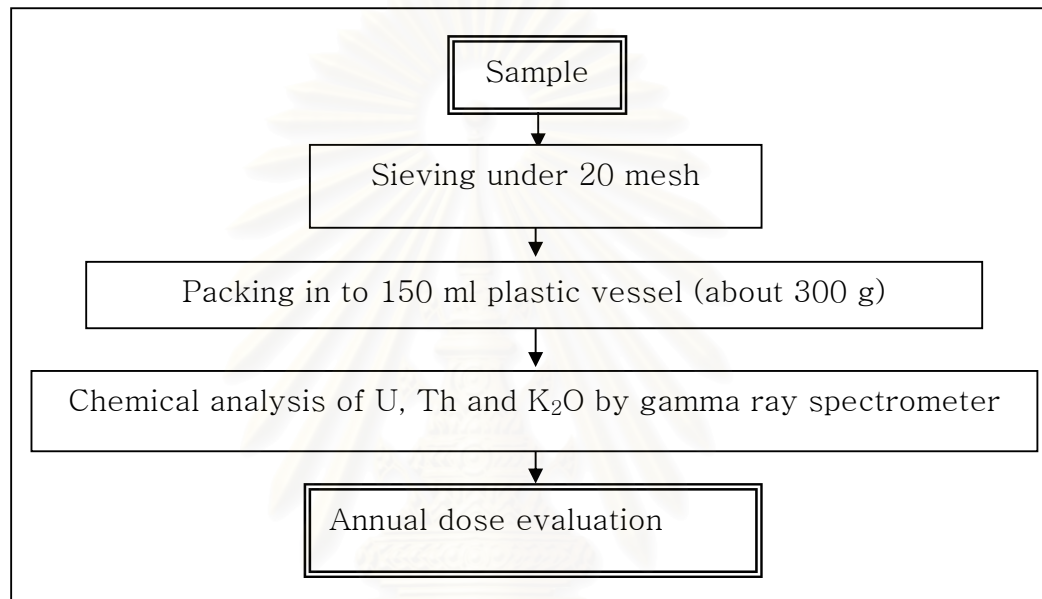 Sample
Sieving under 20 mesh
Packing in to 150 ml plastic vessel (about 300 g)
Chemical analysis of U, Th and K₂O by gamma ray spectrometer
Annual dose evaluation